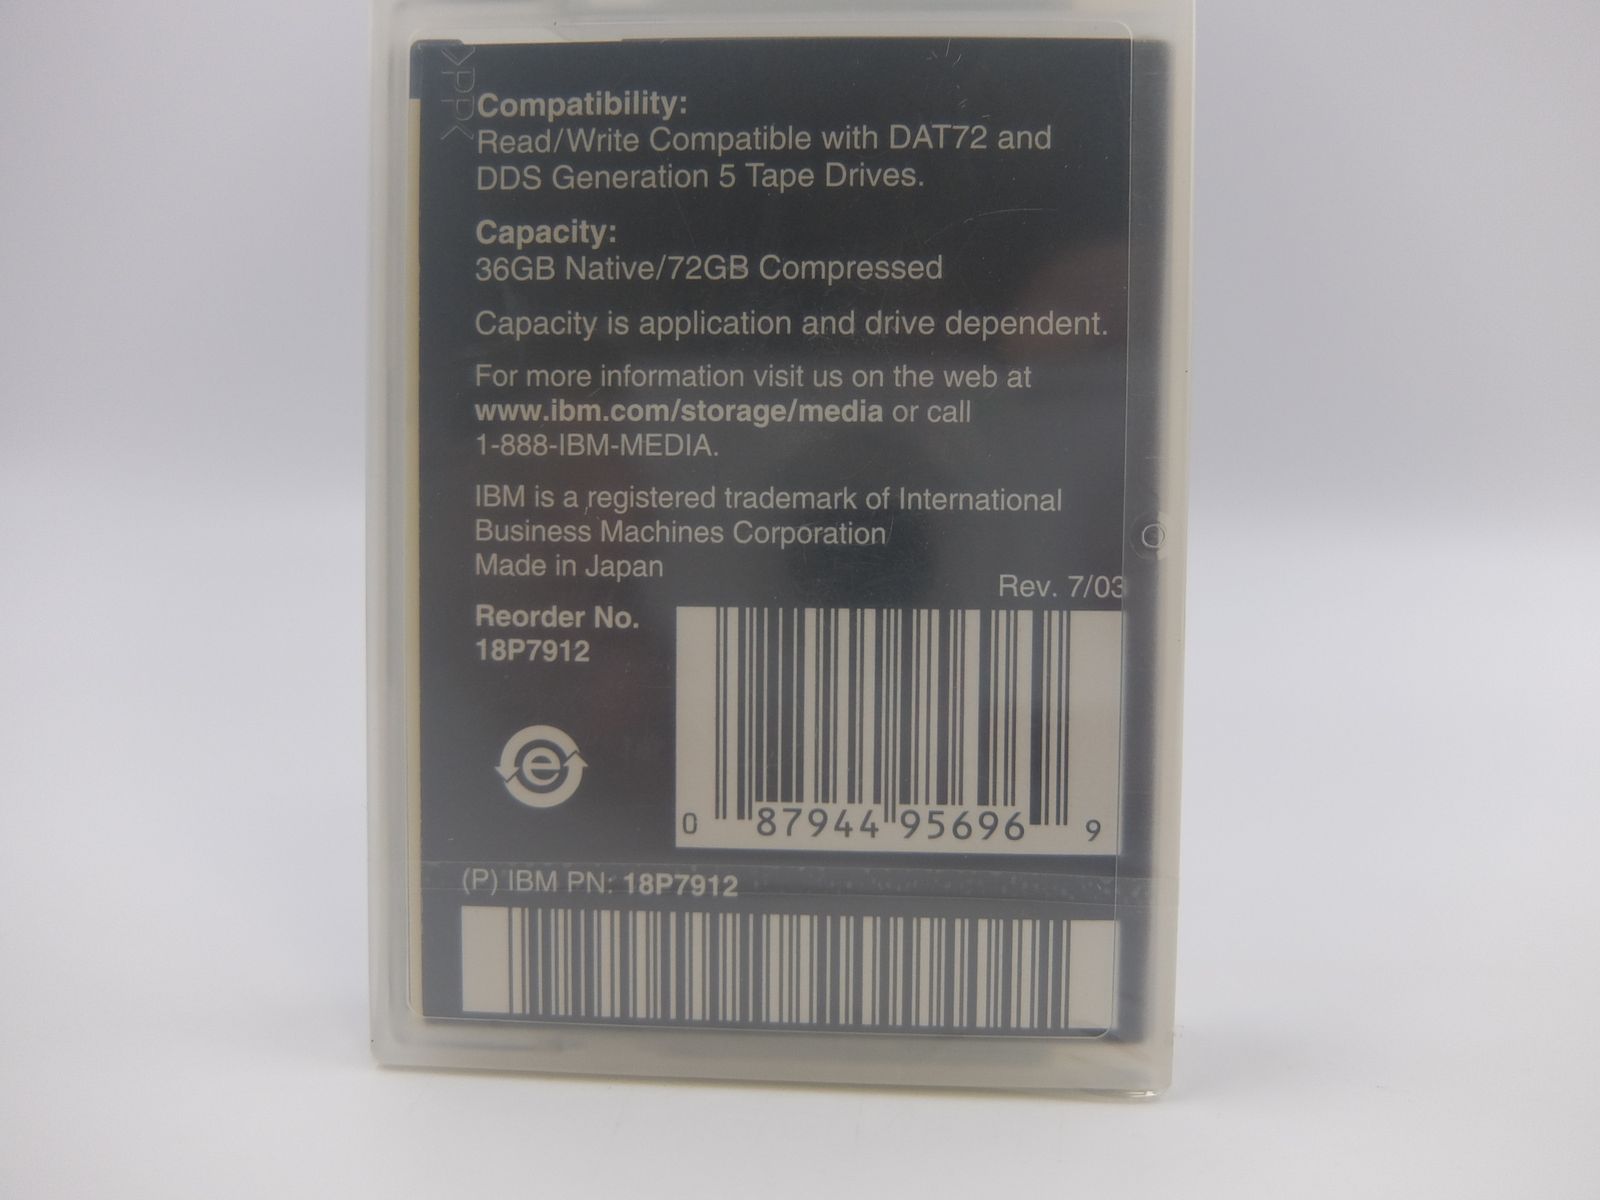 >PP<
Compatibility:
Read/Write Compatible with DAT72 and
DDS Generation 5 Tape Drives.
Capacity:
36GB Native/72GB Compressed
Capacity is application and drive dependent.
For more information visit us on the web at
www.ibm.com/storage/media or call
1-888-IBM-MEDIA.
IBM is a registered trademark of International
Business Machines Corporation
Made in Japan
Rev. 7/03
Reorder No.
18P7912
e
0 87944 95696 9
(P) IBM PN: 18P7912